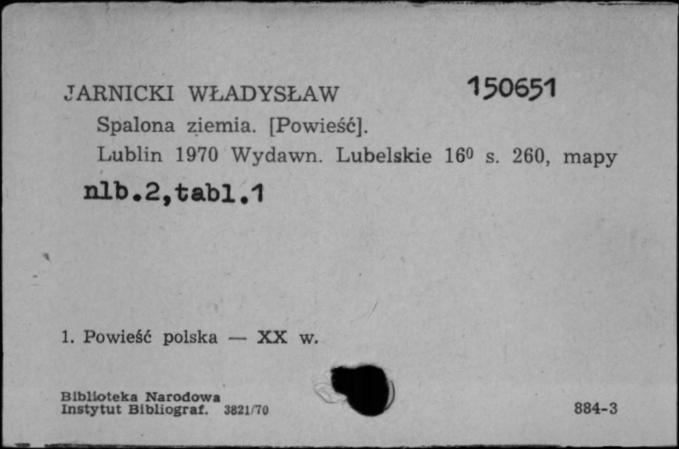 JARNICKI WŁADYSŁAW 150651
Spalona ziemia. [Powieść].
Lublin 1970 Wydawn. Lubelskie 16⁰ s. 260, mapy
nlb.2,tabl.1
1. Powieść polska — XX w.
Biblioteka Narodowa
Instytut Bibliograf. 3821/70 884-3